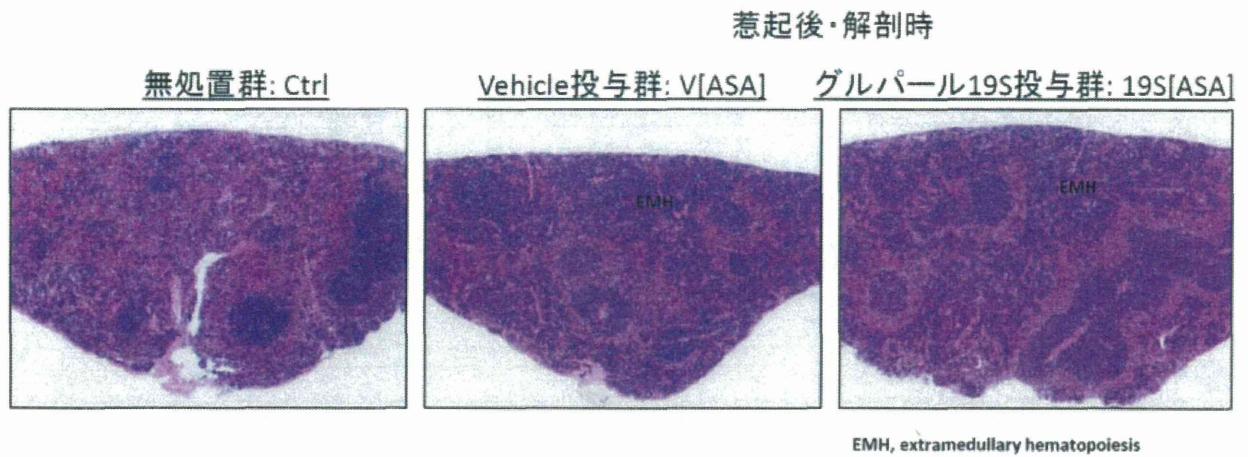 惹起後・解剖時
無処置群: Ctrl
Vehicle投与群: V[ASA]
グルパール19S投与群: 19S[ASA]
EMH
EMH
EMH, extramedullary hematopoiesis